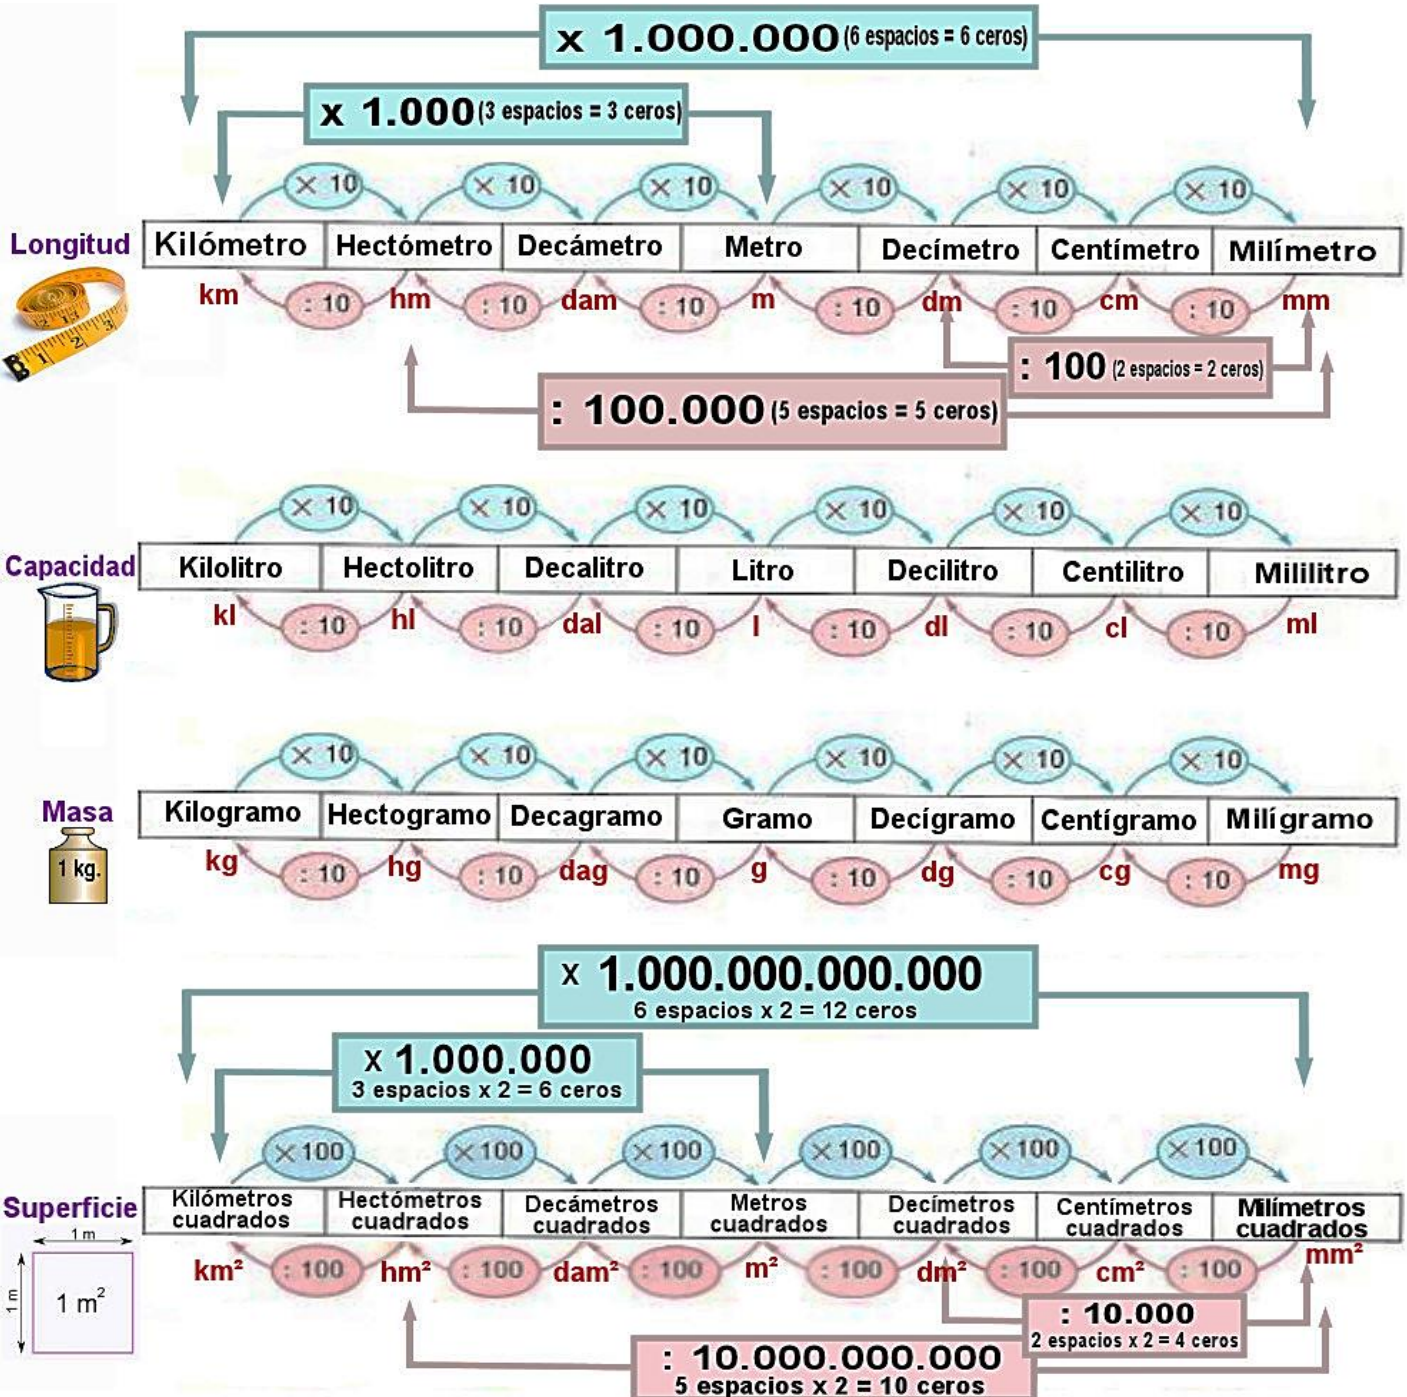 x 1.000.000 (6 espacios = 6 ceros)
x 1.000 (3 espacios = 3 ceros)
× 10 × 10 × 10 × 10 × 10 × 10
Longitud Kilómetro Hectómetro Decámetro Metro Decímetro Centímetro Milímetro
km : 10 hm : 10 dam : 10 m : 10 dm : 10 cm : 10 mm
: 100 (2 espacios = 2 ceros)
: 100.000 (5 espacios = 5 ceros)
× 10 × 10 × 10 × 10 × 10 × 10
Capacidad Kilolitro Hectolitro Decalitro Litro Decilitro Centilitro Mililitro
kl : 10 hl : 10 dal : 10 l : 10 dl : 10 cl : 10 ml
× 10 × 10 × 10 × 10 × 10 × 10
Masa Kilogramo Hectogramo Decagramo Gramo Decígramo Centígramo Milígramo
1 kg. kg : 10 hg : 10 dag : 10 g : 10 dg : 10 cg : 10 mg
x 1.000.000.000.000
6 espacios x 2 = 12 ceros
x 1.000.000
3 espacios x 2 = 6 ceros
×100 ×100 ×100 ×100 ×100 ×100
Superficie Kilómetros cuadrados Hectómetros cuadrados Decámetros cuadrados Metros cuadrados Decímetros cuadrados Centímetros cuadrados Milímetros cuadrados
km² : 100 hm² : 100 dam² : 100 m² : 100 dm² : 100 cm² : 100 mm²
1 m
1 m
1 m²
: 10.000
2 espacios x 2 = 4 ceros
: 10.000.000.000
5 espacios x 2 = 10 ceros